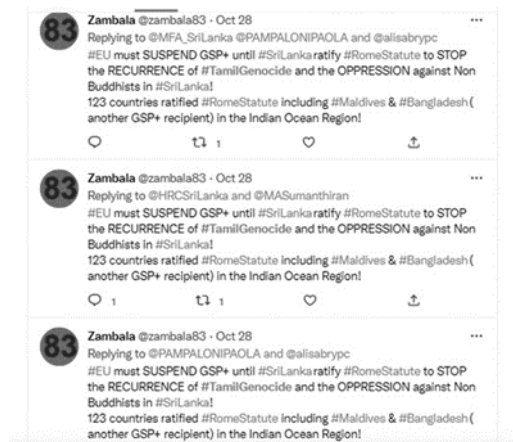 83
Zambala @zambala83 · Oct 28
Replying to @MFA_SriLanka @PAMPALONIPAOLA and @alisabrypc
#EU must SUSPEND GSP+ until #SriLankaratify #RomeStatute to STOP
the RECURRENCE of #TamilGenocide and the OPPRESSION against Non
Buddhists in #SriLanka!
123 countries ratified #RomeStatute including #Maldives & #Bangladesh(
another GSP+ recipient) in the Indian Ocean Region!
1
83
Zambala @zambala83 · Oct 28
Replying to @HRCSriLanka and @MASumanthiran
#EU must SUSPEND GSP+ until #SriLankaratify #RomeStatute to STOP
the RECURRENCE of #TamilGenocide and the OPPRESSION against Non
Buddhists in #SriLanka!
123 countries ratified #RomeStatute including #Maldives & #Bangladesh(
another GSP+ recipient) in the Indian Ocean Region!
1 1
83
Zambala @zambala83 · Oct 28
Replying to @PAMPALONIPAOLA and @alisabrypc
#EU must SUSPEND GSP+ until #SriLankaratify #RomeStatute to STOP
the RECURRENCE of #TamilGenocide and the OPPRESSION against Non
Buddhists in #SriLanka!
123 countries ratified #RomeStatute including #Maldives & #Bangladesh(
another GSP+ recipient) in the Indian Ocean Region!